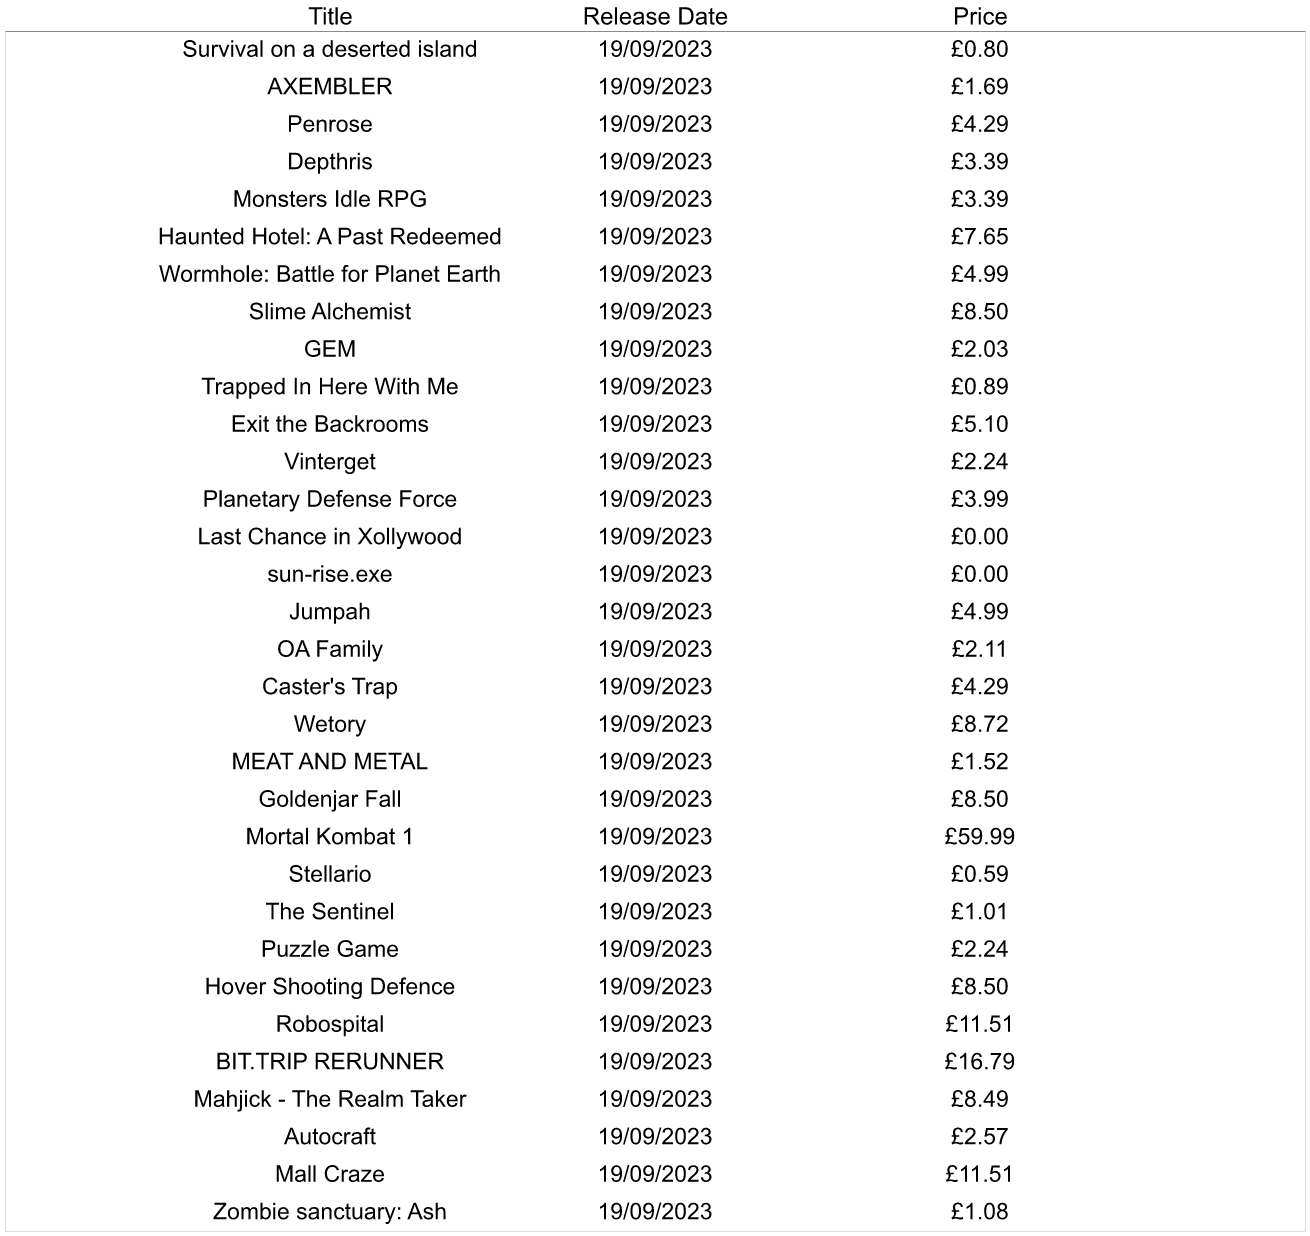 Title Release Date Price
Survival on a deserted island 19/09/2023 £0.80
AXEMBLER 19/09/2023 £1.69
Penrose 19/09/2023 £4.29
Depthris 19/09/2023 £3.39
Monsters Idle RPG 19/09/2023 £3.39
Haunted Hotel: A Past Redeemed 19/09/2023 £7.65
Wormhole: Battle for Planet Earth 19/09/2023 £4.99
Slime Alchemist 19/09/2023 £8.50
GEM 19/09/2023 £2.03
Trapped In Here With Me 19/09/2023 £0.89
Exit the Backrooms 19/09/2023 £5.10
Vinterget 19/09/2023 £2.24
Planetary Defense Force 19/09/2023 £3.99
Last Chance in Xollywood 19/09/2023 £0.00
sun-rise.exe 19/09/2023 £0.00
Jumpah 19/09/2023 £4.99
OA Family 19/09/2023 £2.11
Caster's Trap 19/09/2023 £4.29
Wetory 19/09/2023 £8.72
MEAT AND METAL 19/09/2023 £1.52
Goldenjar Fall 19/09/2023 £8.50
Mortal Kombat 1 19/09/2023 £59.99
Stellario 19/09/2023 £0.59
The Sentinel 19/09/2023 £1.01
Puzzle Game 19/09/2023 £2.24
Hover Shooting Defence 19/09/2023 £8.50
Robospital 19/09/2023 £11.51
BIT.TRIP RERUNNER 19/09/2023 £16.79
Mahjick - The Realm Taker 19/09/2023 £8.49
Autocraft 19/09/2023 £2.57
Mall Craze 19/09/2023 £11.51
Zombie sanctuary: Ash 19/09/2023 £1.08